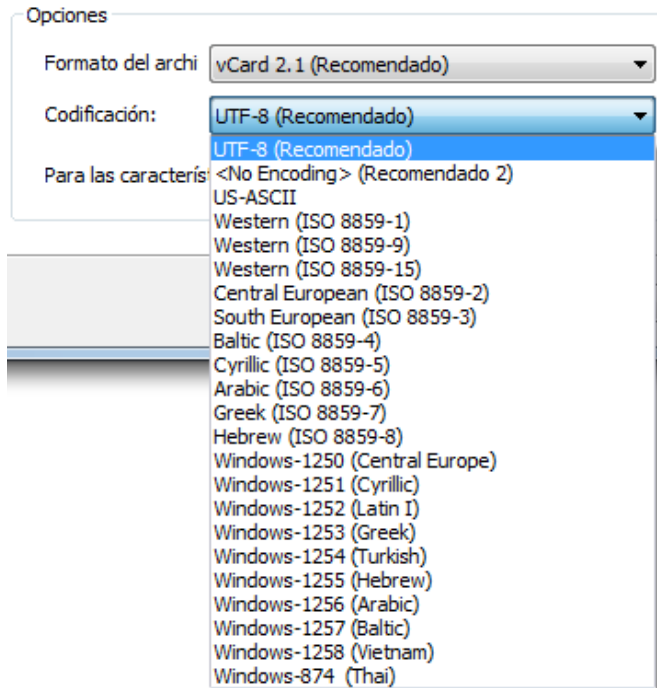 Opciones
Formato del archi vCard 2.1 (Recomendado)
Codificación: UTF-8 (Recomendado)
UTF-8 (Recomendado)
Para las caracterís <No Encoding> (Recomendado 2)
US-ASCII
Western (ISO 8859-1)
Western (ISO 8859-9)
Western (ISO 8859-15)
Central European (ISO 8859-2)
South European (ISO 8859-3)
Baltic (ISO 8859-4)
Cyrillic (ISO 8859-5)
Arabic (ISO 8859-6)
Greek (ISO 8859-7)
Hebrew (ISO 8859-8)
Windows-1250 (Central Europe)
Windows-1251 (Cyrillic)
Windows-1252 (Latin I)
Windows-1253 (Greek)
Windows-1254 (Turkish)
Windows-1255 (Hebrew)
Windows-1256 (Arabic)
Windows-1257 (Baltic)
Windows-1258 (Vietnam)
Windows-874 (Thai)